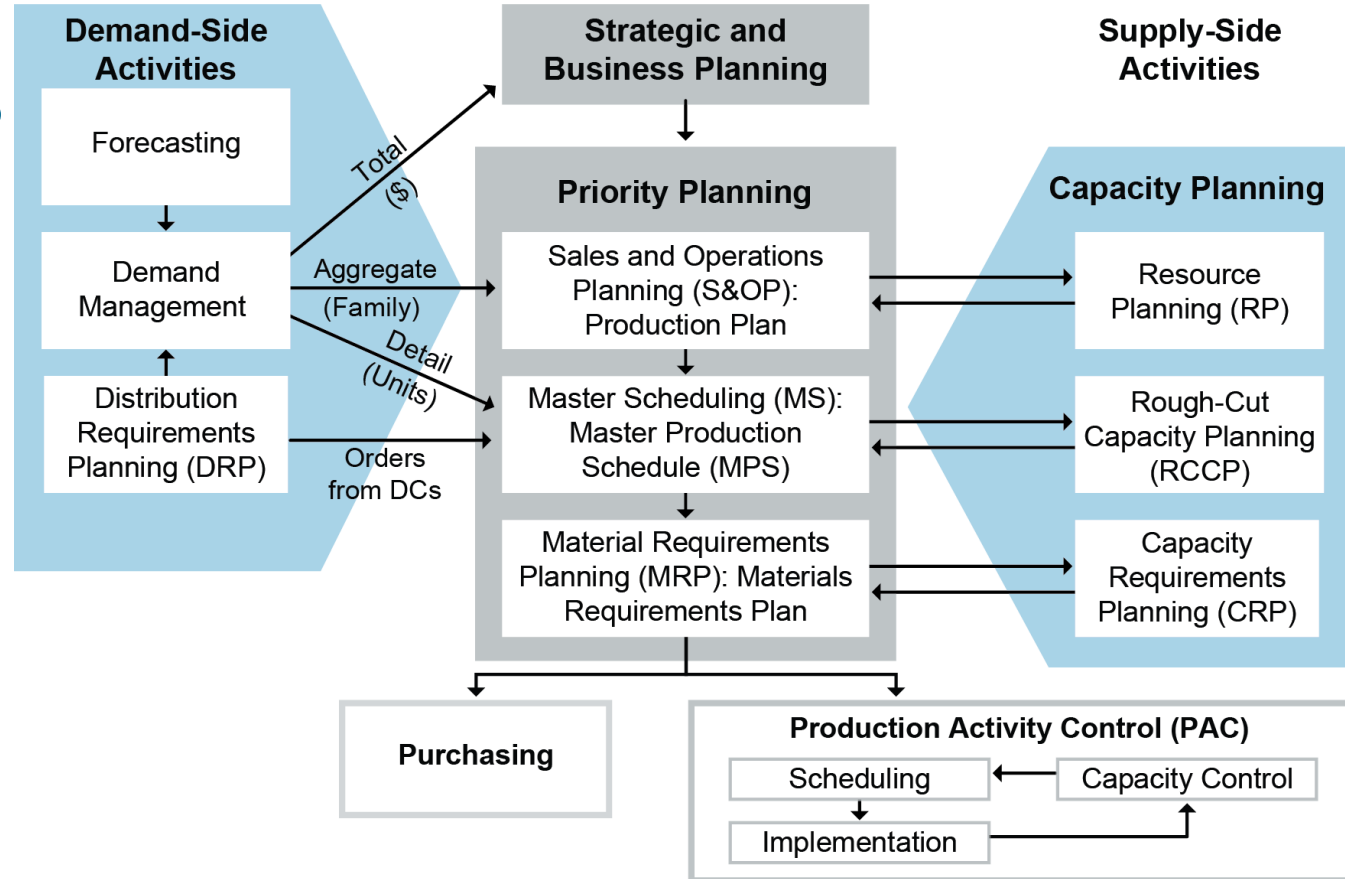 Demand-Side
Activities
Forecasting
Demand
Management
Distribution
Requirements
Planning (DRP)
Total
($)
Aggregate
(Family)
Detail
(Units)
Orders
from DCs
Strategic and
Business Planning
Priority Planning
Sales and Operations
Planning (S&OP):
Production Plan
Master Scheduling (MS):
Master Production
Schedule (MPS)
Material Requirements
Planning (MRP): Materials
Requirements Plan
Supply-Side
Activities
Capacity Planning
Resource
Planning (RP)
Rough-Cut
Capacity Planning
(RCCP)
Capacity
Requirements
Planning (CRP)
Purchasing
Production Activity Control (PAC)
Scheduling
Capacity Control
Implementation